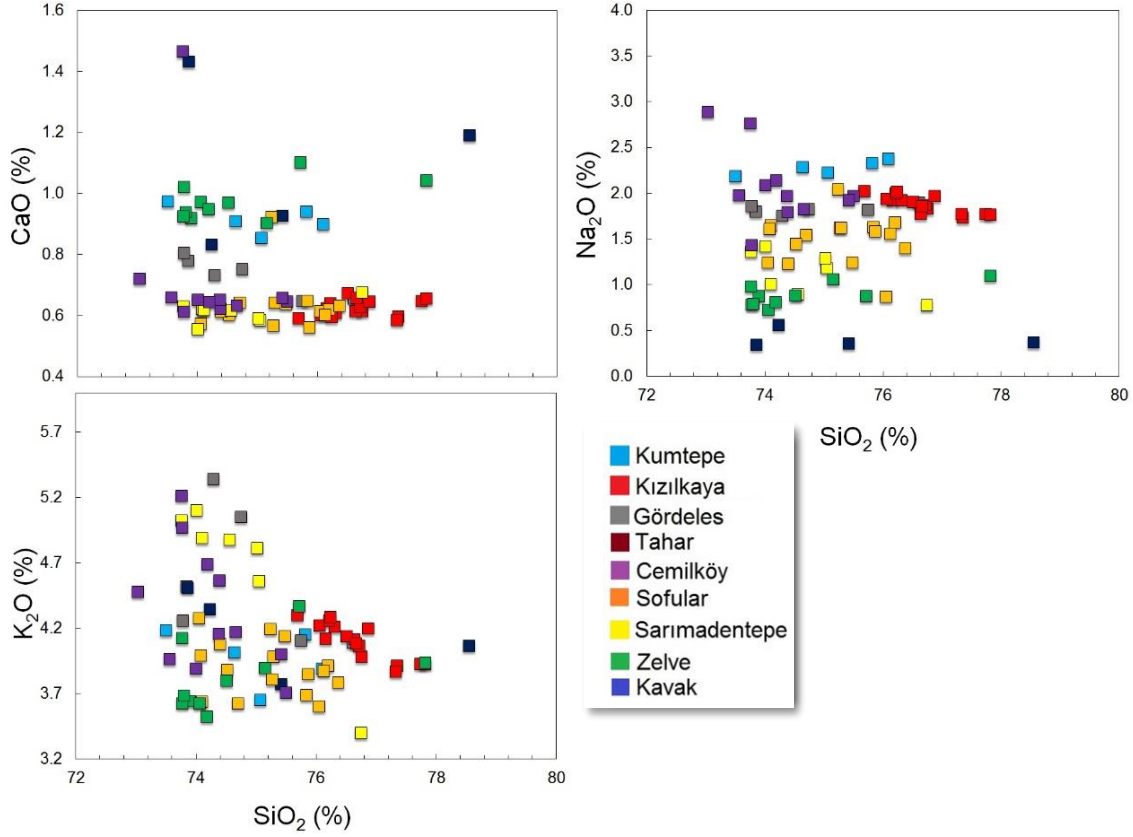 1.6
1.4
1.2
1.0
0.8
0.6
0.4
CaO (%)
4.0
3.5
3.0
2.5
2.0
1.5
1.0
0.5
0.0
Na₂O (%)
72 74 76 78 80
SiO₂ (%)
5.7
5.2
4.7
4.2
3.7
3.2
K₂O (%)
72 74 76 78 80
SiO₂ (%)
Kumtepe
Kızılkaya
Gördeles
Tahar
Cemilköy
Sofular
Sarımadentepe
Zelve
Kavak